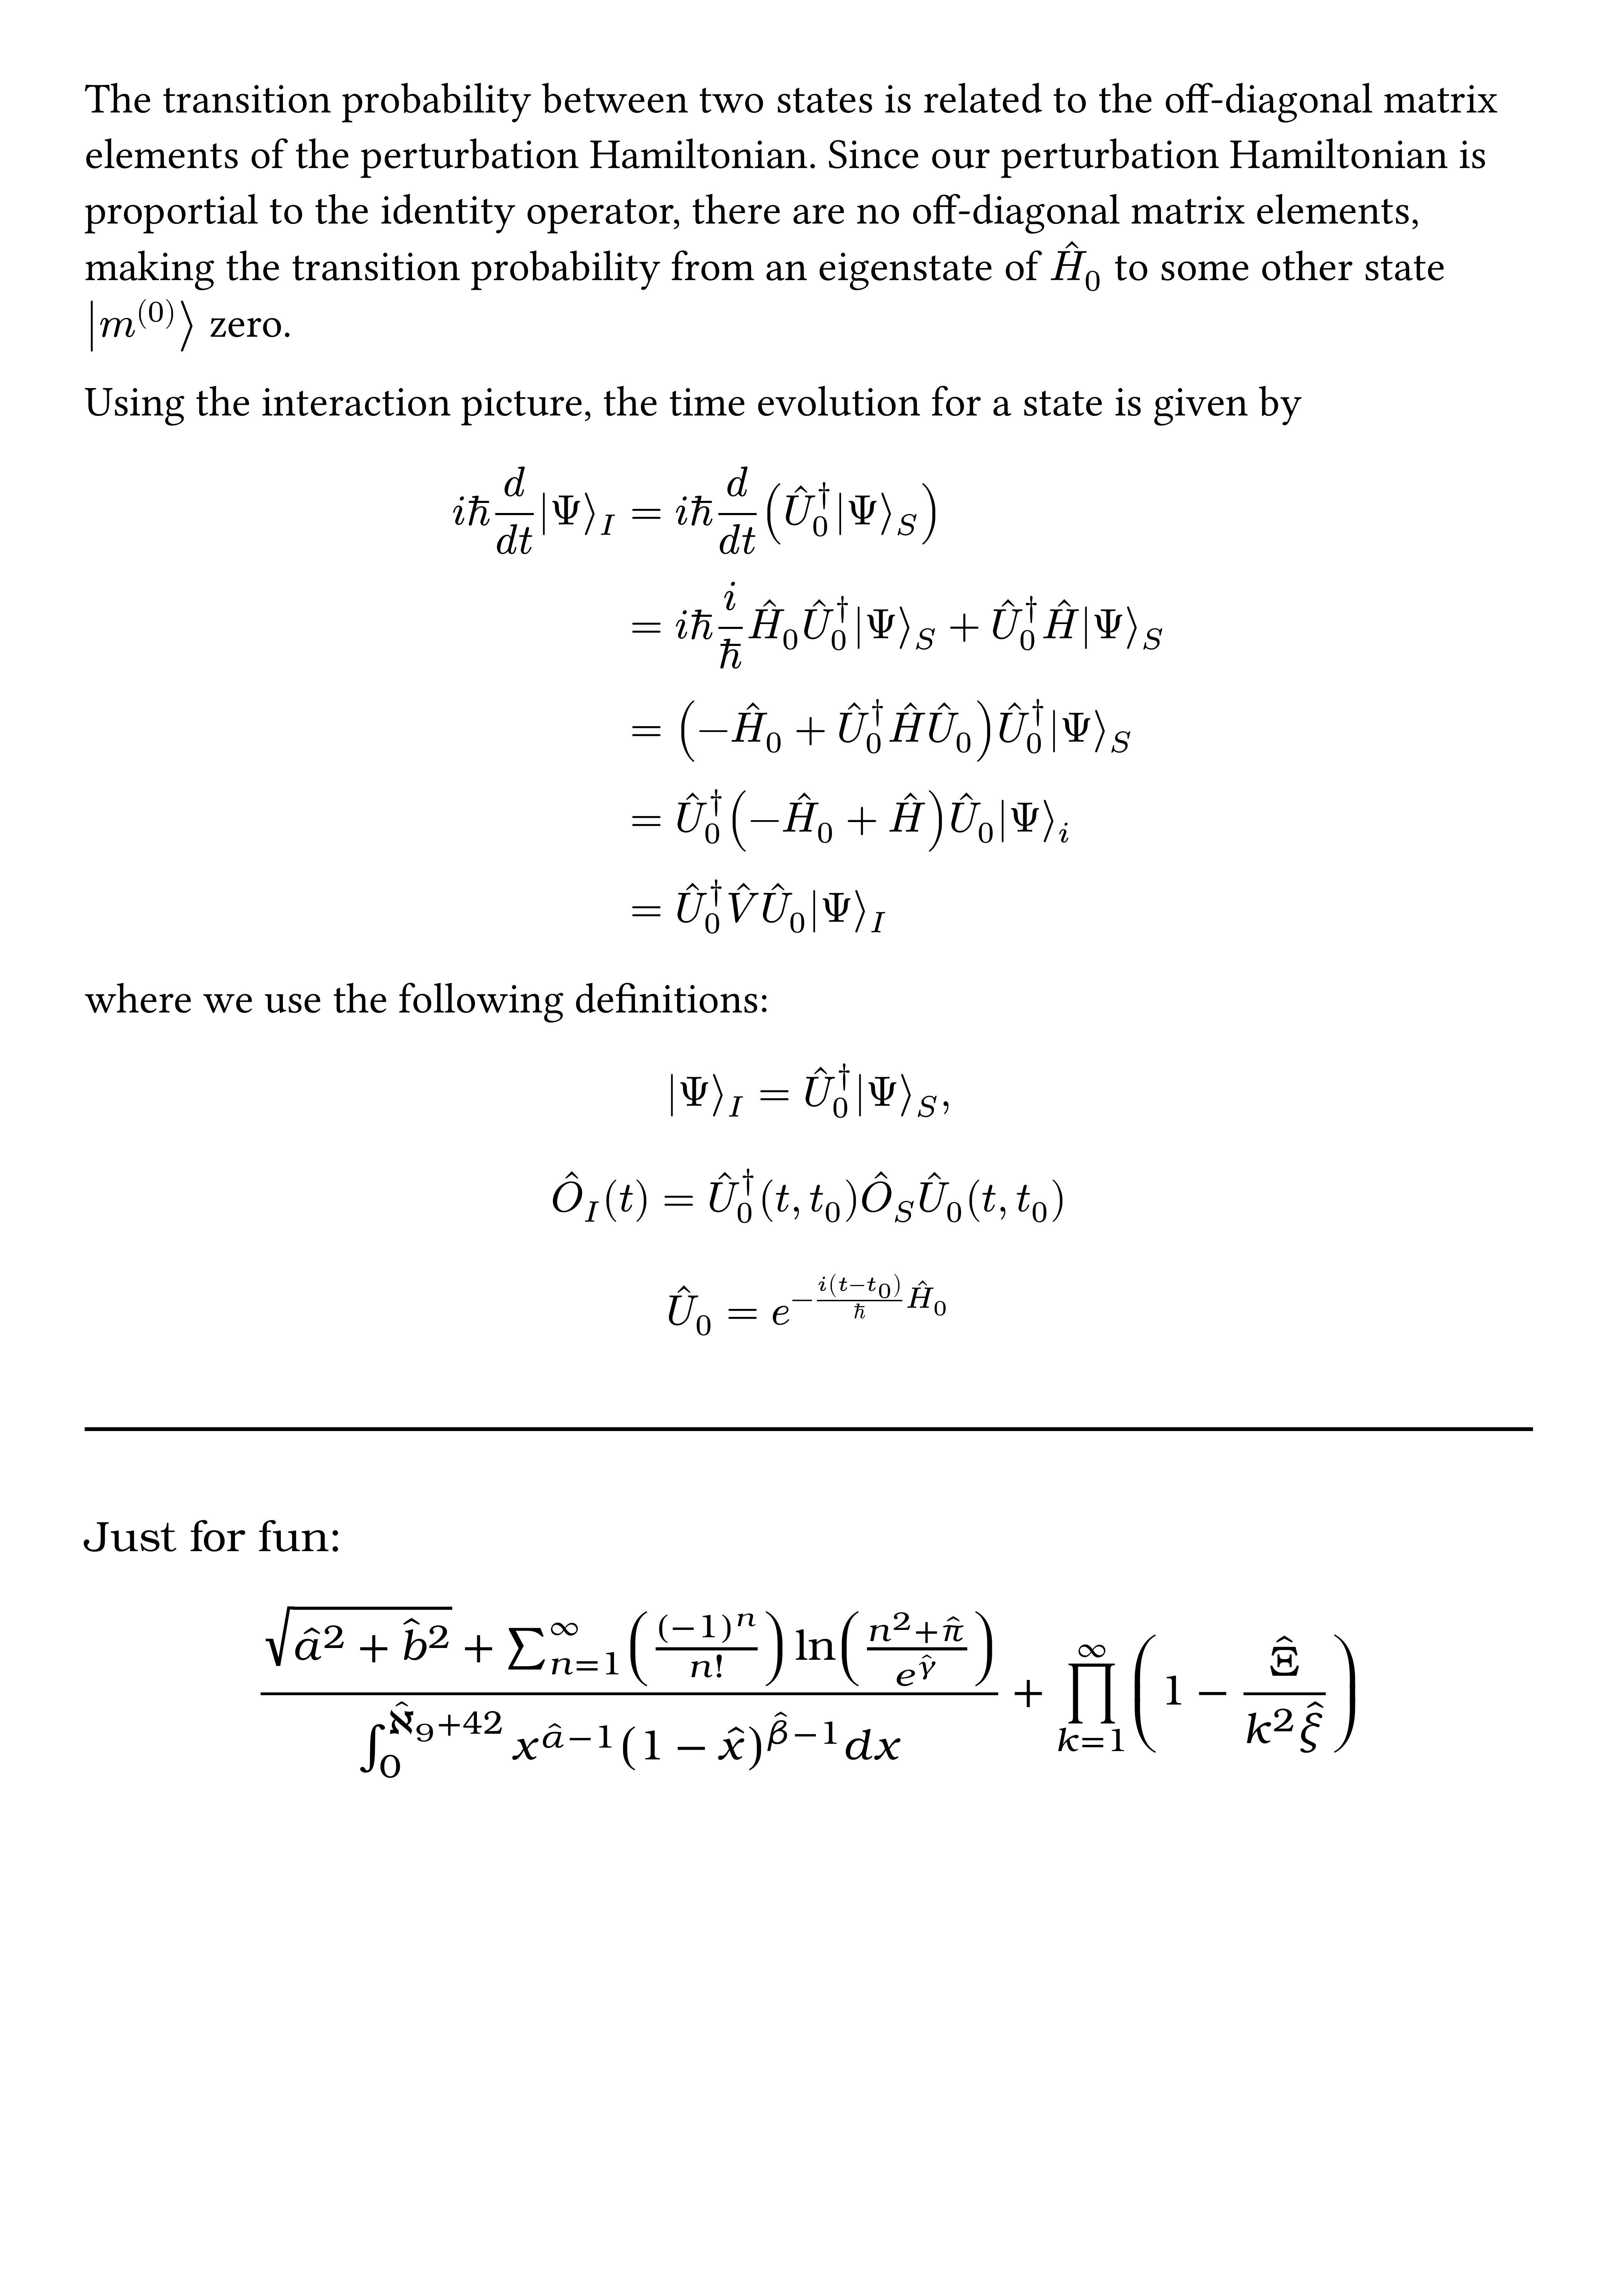 The transition probability between two states is related to the off-diagonal matrix
elements of the perturbation Hamiltonian. Since our perturbation Hamiltonian is
proportial to the identity operator, there are no off-diagonal matrix elements,
making the transition probability from an eigenstate of $\hat{H}_0$ to some other state
$\left|m^{(0)}\right\rangle$ zero.
Using the interaction picture, the time evolution for a state is given by
$i\hbar\frac{d}{dt}|\Psi\rangle_I = i\hbar\frac{d}{dt}\left(\hat{U}_0^\dagger|\Psi\rangle_S\right)$
$= i\hbar\frac{i}{\hbar}\hat{H}_0\hat{U}_0^\dagger|\Psi\rangle_S + \hat{U}_0^\dagger\hat{H}|\Psi\rangle_S$
$= \left(-\hat{H}_0 + \hat{U}_0^\dagger\hat{H}\hat{U}_0\right)\hat{U}_0^\dagger|\Psi\rangle_S$
$= \hat{U}_0^\dagger\left(-\hat{H}_0 + \hat{H}\right)\hat{U}_0|\Psi\rangle_i$
$= \hat{U}_0^\dagger\hat{V}\hat{U}_0|\Psi\rangle_I$
where we use the following definitions:
$|\Psi\rangle_I = \hat{U}_0^\dagger|\Psi\rangle_S,$
$\hat{O}_I(t) = \hat{U}_0^\dagger(t, t_0)\hat{O}_S\hat{U}_0(t, t_0)$
$\hat{U}_0 = e^{-\frac{i(t-t_0)}{\hbar}\hat{H}_0}$
Just for fun:
$\frac{\sqrt{\hat{a}^2 + \hat{b}^2} + \sum_{n=1}^{\infty}\left(\frac{(-1)^n}{n!}\right)\ln\left(\frac{n^2+\hat{\pi}}{e^{\hat{\gamma}}}\right)}{\int_0^{\hat{\aleph}_9+42} x^{\hat{\alpha}-1}(1-\hat{x})^{\hat{\beta}-1}dx} + \prod_{k=1}^{\infty}\left(1 - \frac{\hat{\Xi}}{k^2\hat{\xi}}\right)$